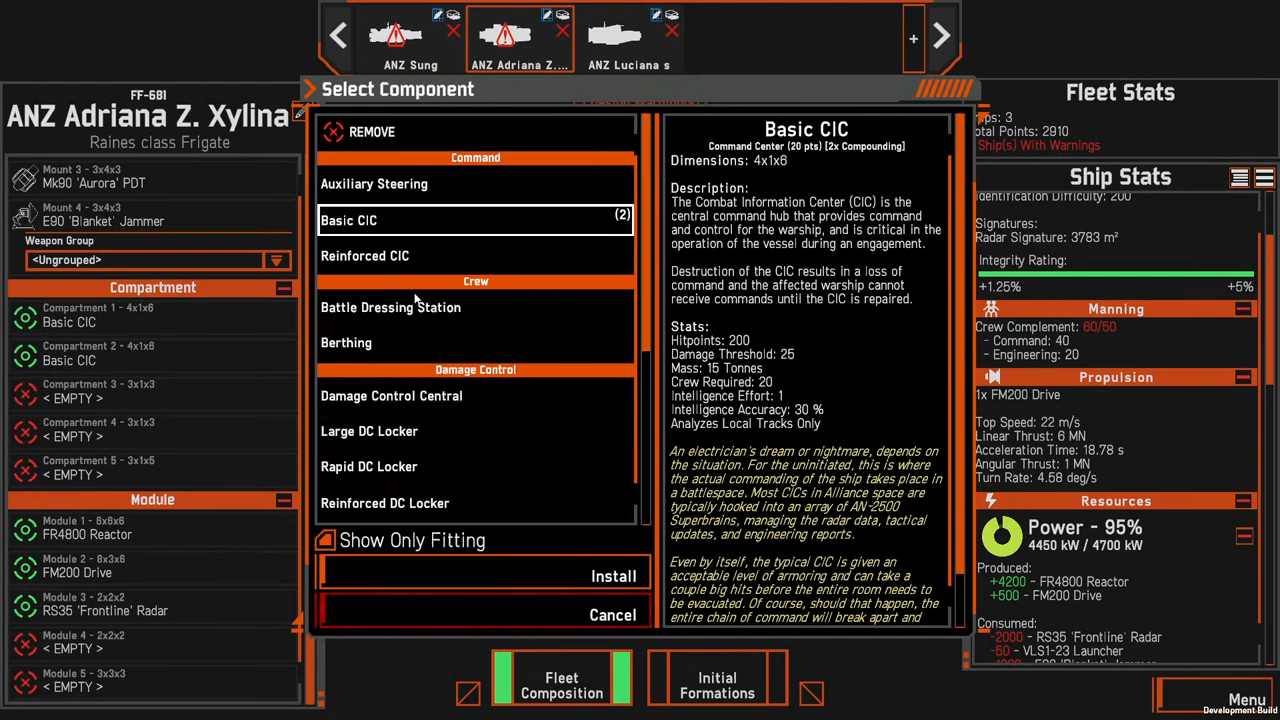 ANZ Sung
ANZ Adriana Z....
ANZ Luciana s
+
FF-681
ANZ Adriana Z. Xylina
Raines class Frigate
Mount 3 - 3x4x3
Mk90 'Aurora' PDT
Mount 4 - 3x4x3
E90 'Blanket' Jammer
Weapon Group
<Ungrouped>
Compartment
Compartment 1 - 4x1x6
Basic CIC
Compartment 2 - 4x1x6
Basic CIC
Compartment 3 - 3x1x3
< EMPTY >
Compartment 4 - 3x1x3
< EMPTY >
Compartment 5 - 3x1x5
< EMPTY >
Module
Module 1 - 6x6x6
FR4800 Reactor
Module 2 - 8x3x6
FM200 Drive
Module 3 - 2x2x2
RS35 'Frontline' Radar
Module 4 - 2x2x2
< EMPTY >
Module 5 - 3x3x3
< EMPTY >
Select Component
REMOVE
Command
Auxiliary Steering
Basic CIC (2)
Reinforced CIC
Crew
Battle Dressing Station
Berthing
Damage Control
Damage Control Central
Large DC Locker
Rapid DC Locker
Reinforced DC Locker
Show Only Fitting
Install
Cancel
Basic CIC
Command Center (20 pts) [2x Compounding]
Dimensions: 4x1x6
Description:
The Combat Information Center (CIC) is the
central command hub that provides command
and control for the warship, and is critical in the
operation of the vessel during an engagement.
Destruction of the CIC results in a loss of
command and the affected warship cannot
receive commands until the CIC is repaired.
Stats:
Hitpoints: 200
Damage Threshold: 25
Mass: 15 Tonnes
Crew Required: 20
Intelligence Effort: 1
Intelligence Accuracy: 30 %
Analyzes Local Tracks Only
An electrician's dream or nightmare, depends on
the situation. For the uninitiated, this is where
the actual commanding of the ship takes place in
a battlespace. Most CICs in Alliance space are
typically hooked into an array of AN-2500
Superbrains, managing the radar data, tactical
updates, and engineering reports.
Even by itself, the typical CIC is given an
acceptable level of armoring and can take a
couple big hits before the entire room needs to
be evacuated. Of course, should that happen, the
entire chain of command will break apart and
Fleet Stats
ps: 3
otal Points: 2910
Ship(s) With Warnings
Ship Stats
Identification Difficulty: 200
Signatures:
Radar Signature: 3783 m²
Integrity Rating:
+1.25% +5%
Manning
Crew Complement: 60/50
- Command: 40
- Engineering: 20
Propulsion
1x FM200 Drive
Top Speed: 22 m/s
Linear Thrust: 6 MN
Acceleration Time: 18.78 s
Angular Thrust: 1 MN
Turn Rate: 4.58 deg/s
Resources
Power - 95%
4450 kW / 4700 kW
Produced:
+4200 - FR4800 Reactor
+500 - FM200 Drive
Consumed:
-2000 - RS35 'Frontline' Radar
-50 - VLS1-23 Launcher
Fleet
Composition
Initial
Formations
Menu
Development Build